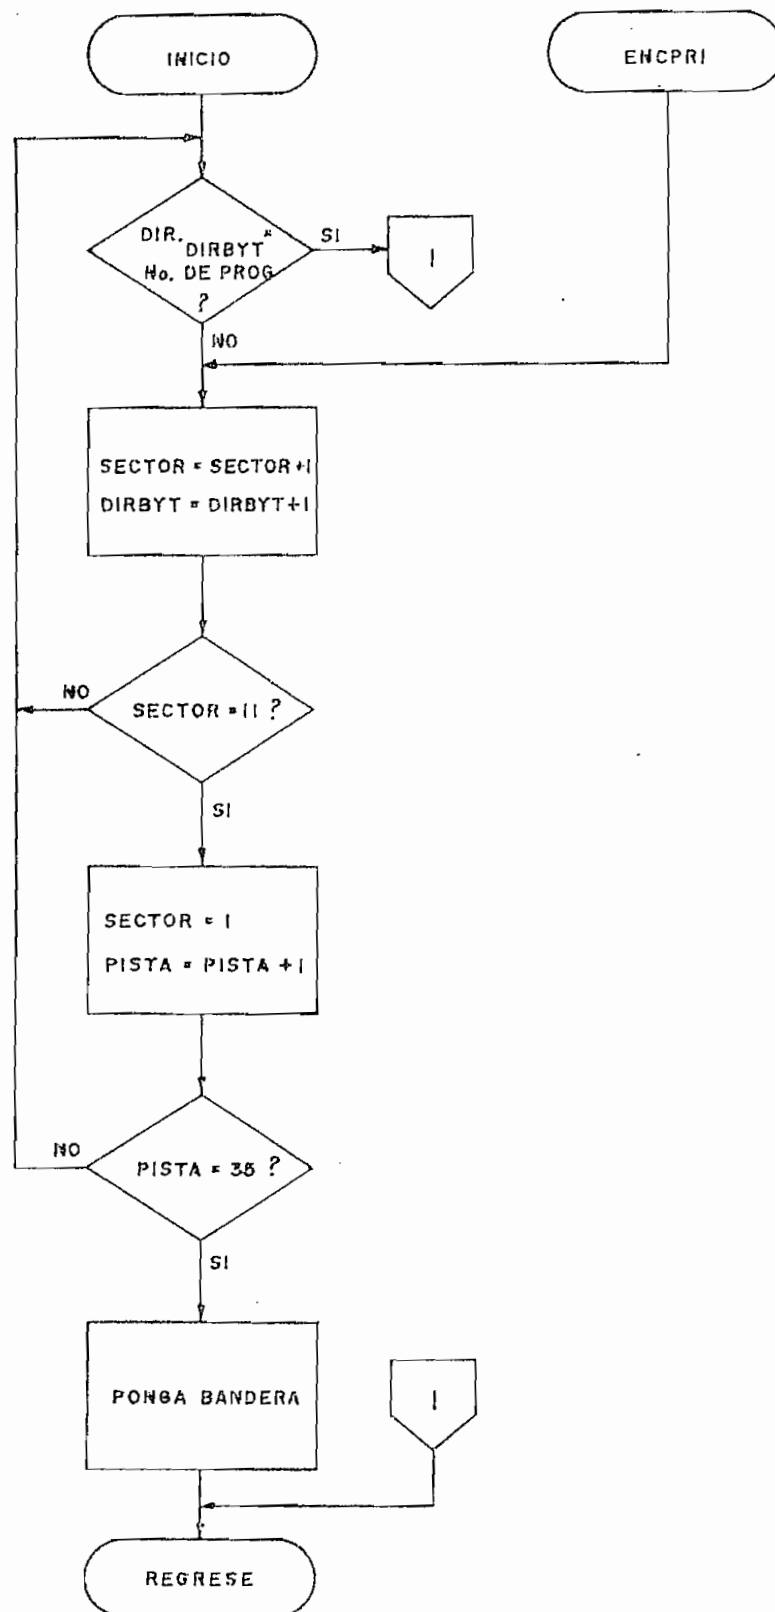 INICIO
ENCPRI
DIR. DIRBYT =
No. DE PROG
?
SI
1
NO
SECTOR = SECTOR+1
DIRBYT = DIRBYT+1
NO
SECTOR = 11 ?
SI
SECTOR = 1
PISTA = PISTA +1
NO
PISTA = 35 ?
SI
PONGA BANDERA
1
REGRESE